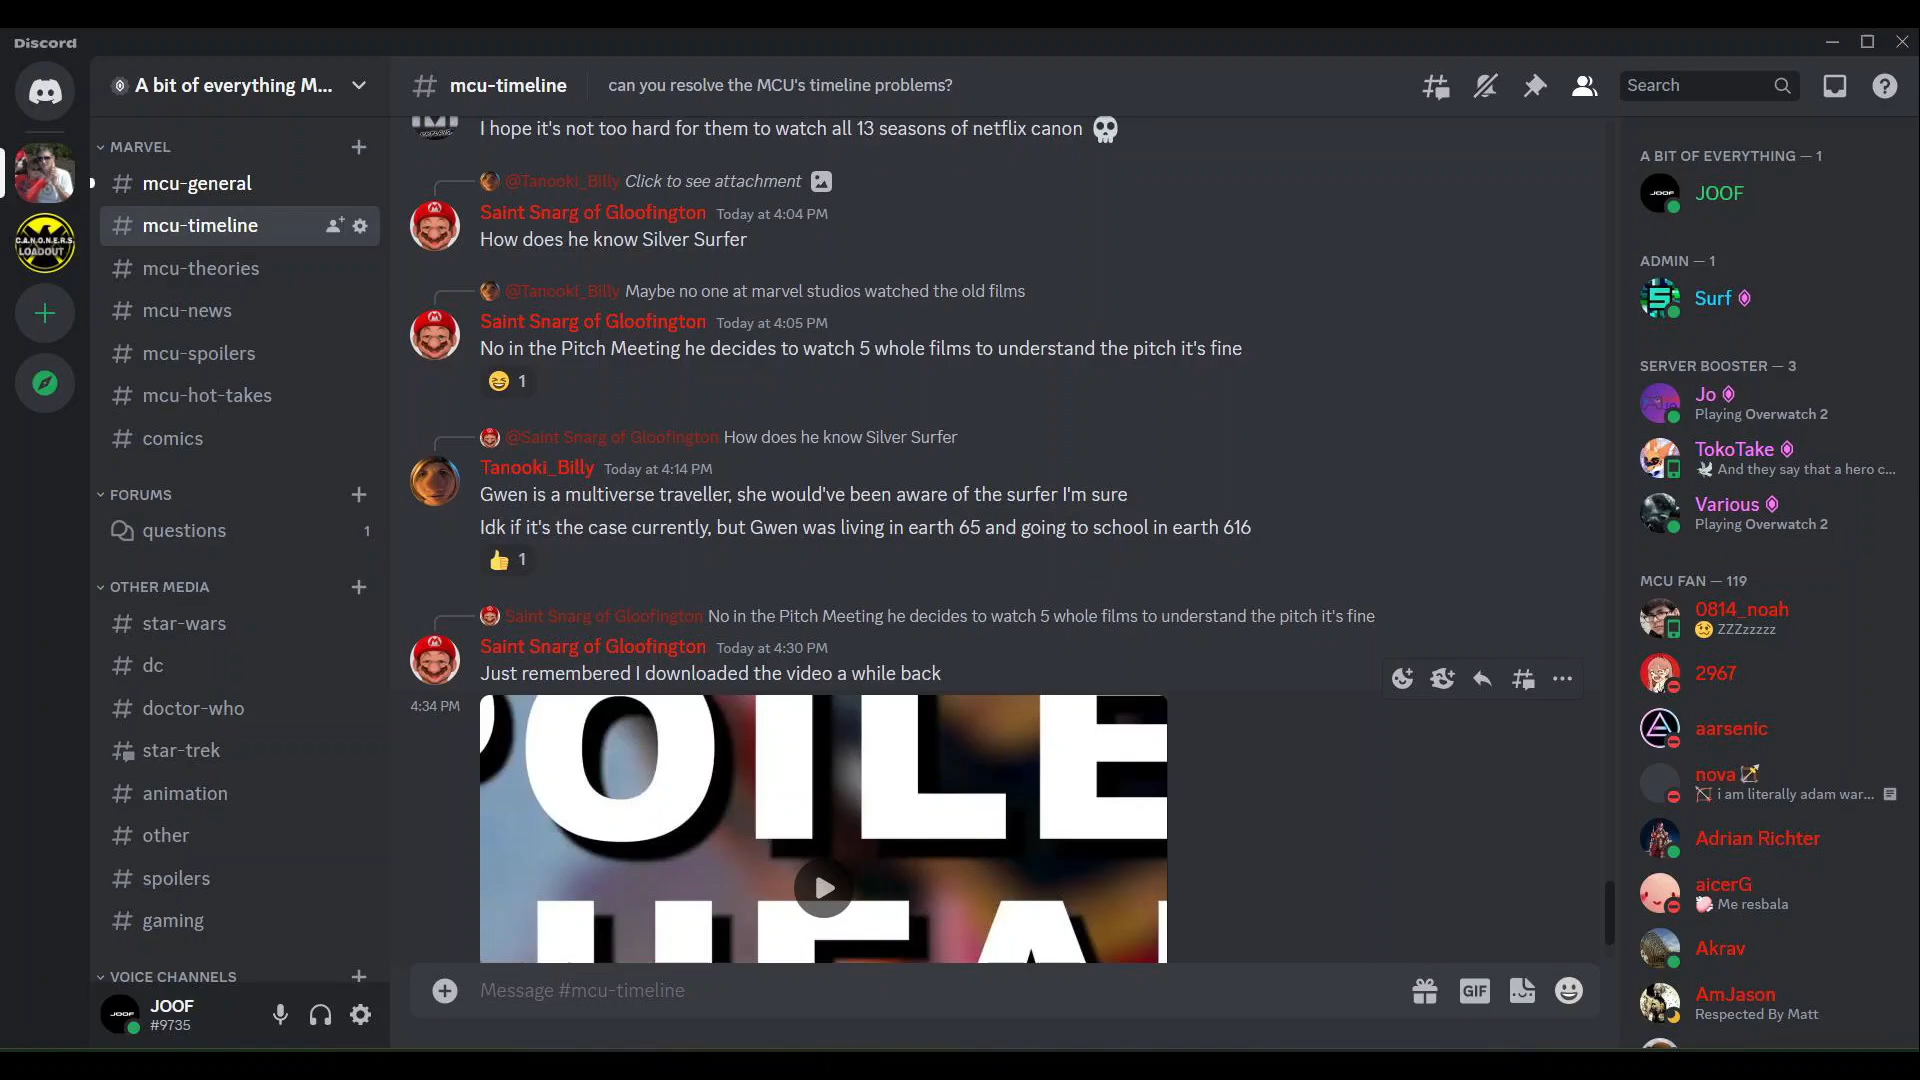 Discord
A bit of everything M...
mcu-timeline
can you resolve the MCU's timeline problems?
Search
MARVEL
mcu-general
mcu-timeline
mcu-theories
mcu-news
mcu-spoilers
mcu-hot-takes
comics
FORUMS
questions
1
OTHER MEDIA
star-wars
dc
doctor-who
star-trek
animation
other
spoilers
gaming
VOICE CHANNELS
JOOF
#9735
C.A.N.O.N.E.R.S.
LOADOUT
I hope it's not too hard for them to watch all 13 seasons of netflix canon 💀
@Tanooki_Billy Click to see attachment
Saint Snarg of Gloofington Today at 4:04 PM
How does he know Silver Surfer
@Tanooki_Billy Maybe no one at marvel studios watched the old films
Saint Snarg of Gloofington Today at 4:05 PM
No in the Pitch Meeting he decides to watch 5 whole films to understand the pitch it's fine
😆 1
@Saint Snarg of Gloofington How does he know Silver Surfer
Tanooki_Billy Today at 4:14 PM
Gwen is a multiverse traveller, she would've been aware of the surfer I'm sure
Idk if it's the case currently, but Gwen was living in earth 65 and going to school in earth 616
👍 1
Saint Snarg of Gloofington No in the Pitch Meeting he decides to watch 5 whole films to understand the pitch it's fine
Saint Snarg of Gloofington Today at 4:30 PM
Just remembered I downloaded the video a while back
4:34 PM
POILE
HEA
Message #mcu-timeline
GIF
A BIT OF EVERYTHING — 1
JOOF
ADMIN — 1
Surf
SERVER BOOSTER — 3
Jo
Playing Overwatch 2
TokoTake
🕊 And they say that a hero c...
Various
Playing Overwatch 2
MCU FAN — 119
0814_noah
🥴 ZZZzzzzz
2967
aarsenic
nova 🏹
i am literally adam war...
Adrian Richter
aicerG
Me resbala
Akrav
AmJason
Respected By Matt